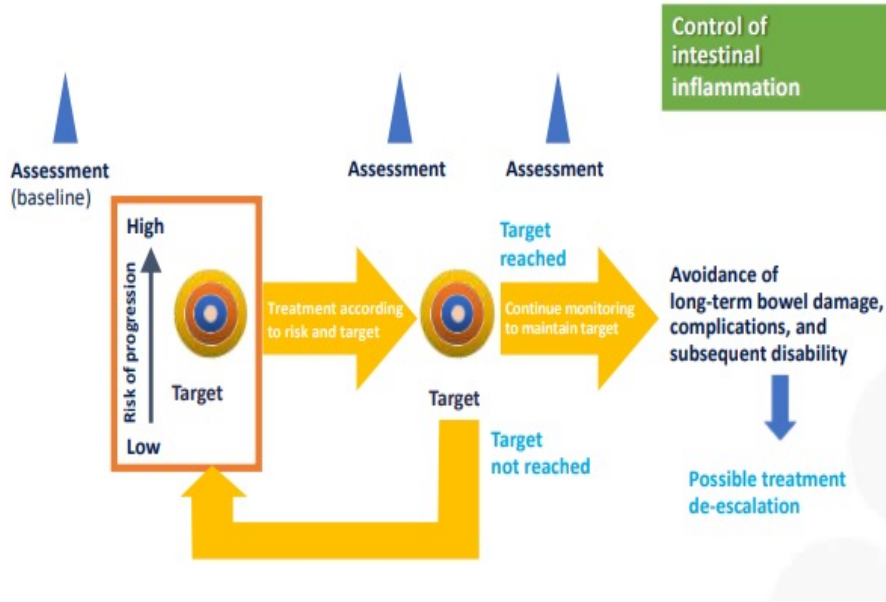 Control of
intestinal
inflammation
Assessment
(baseline)
Assessment
Assessment
High
Risk of progression
Low
Target
Treatment according
to risk and target
Target
Target
reached
Continue monitoring
to maintain target
Target
not reached
Avoidance of
long-term bowel damage,
complications, and
subsequent disability
Possible treatment
de-escalation